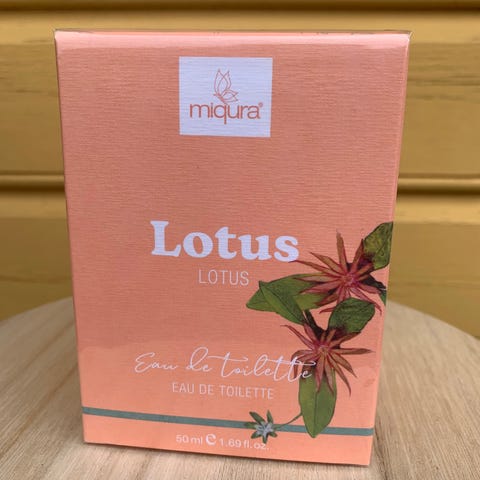 miqura®
Lotus
LOTUS
Eau de toilette
EAU DE TOILETTE
50 ml ℮ 1.69 fl.oz.